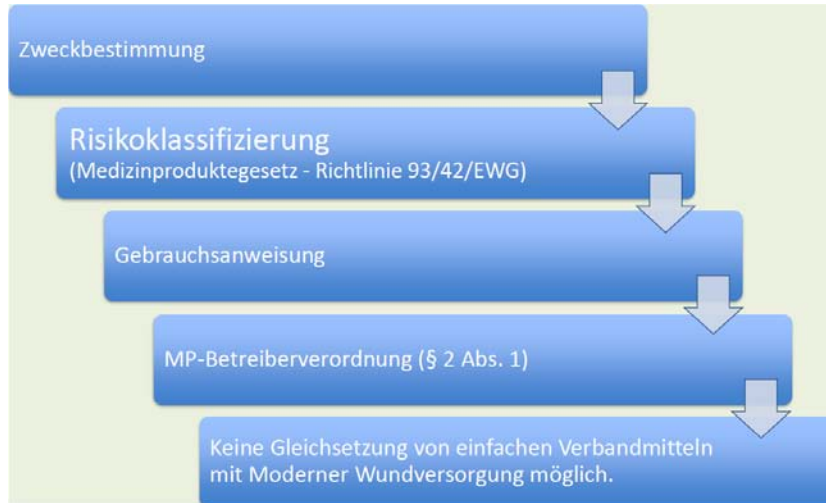 Zweckbestimmung
Risikoklassifizierung
(Medizinproduktegesetz - Richtlinie 93/42/EWG)
Gebrauchsanweisung
MP-Betreiberverordnung (§ 2 Abs. 1)
Keine Gleichsetzung von einfachen Verbandmitteln
mit Moderner Wundversorgung möglich.